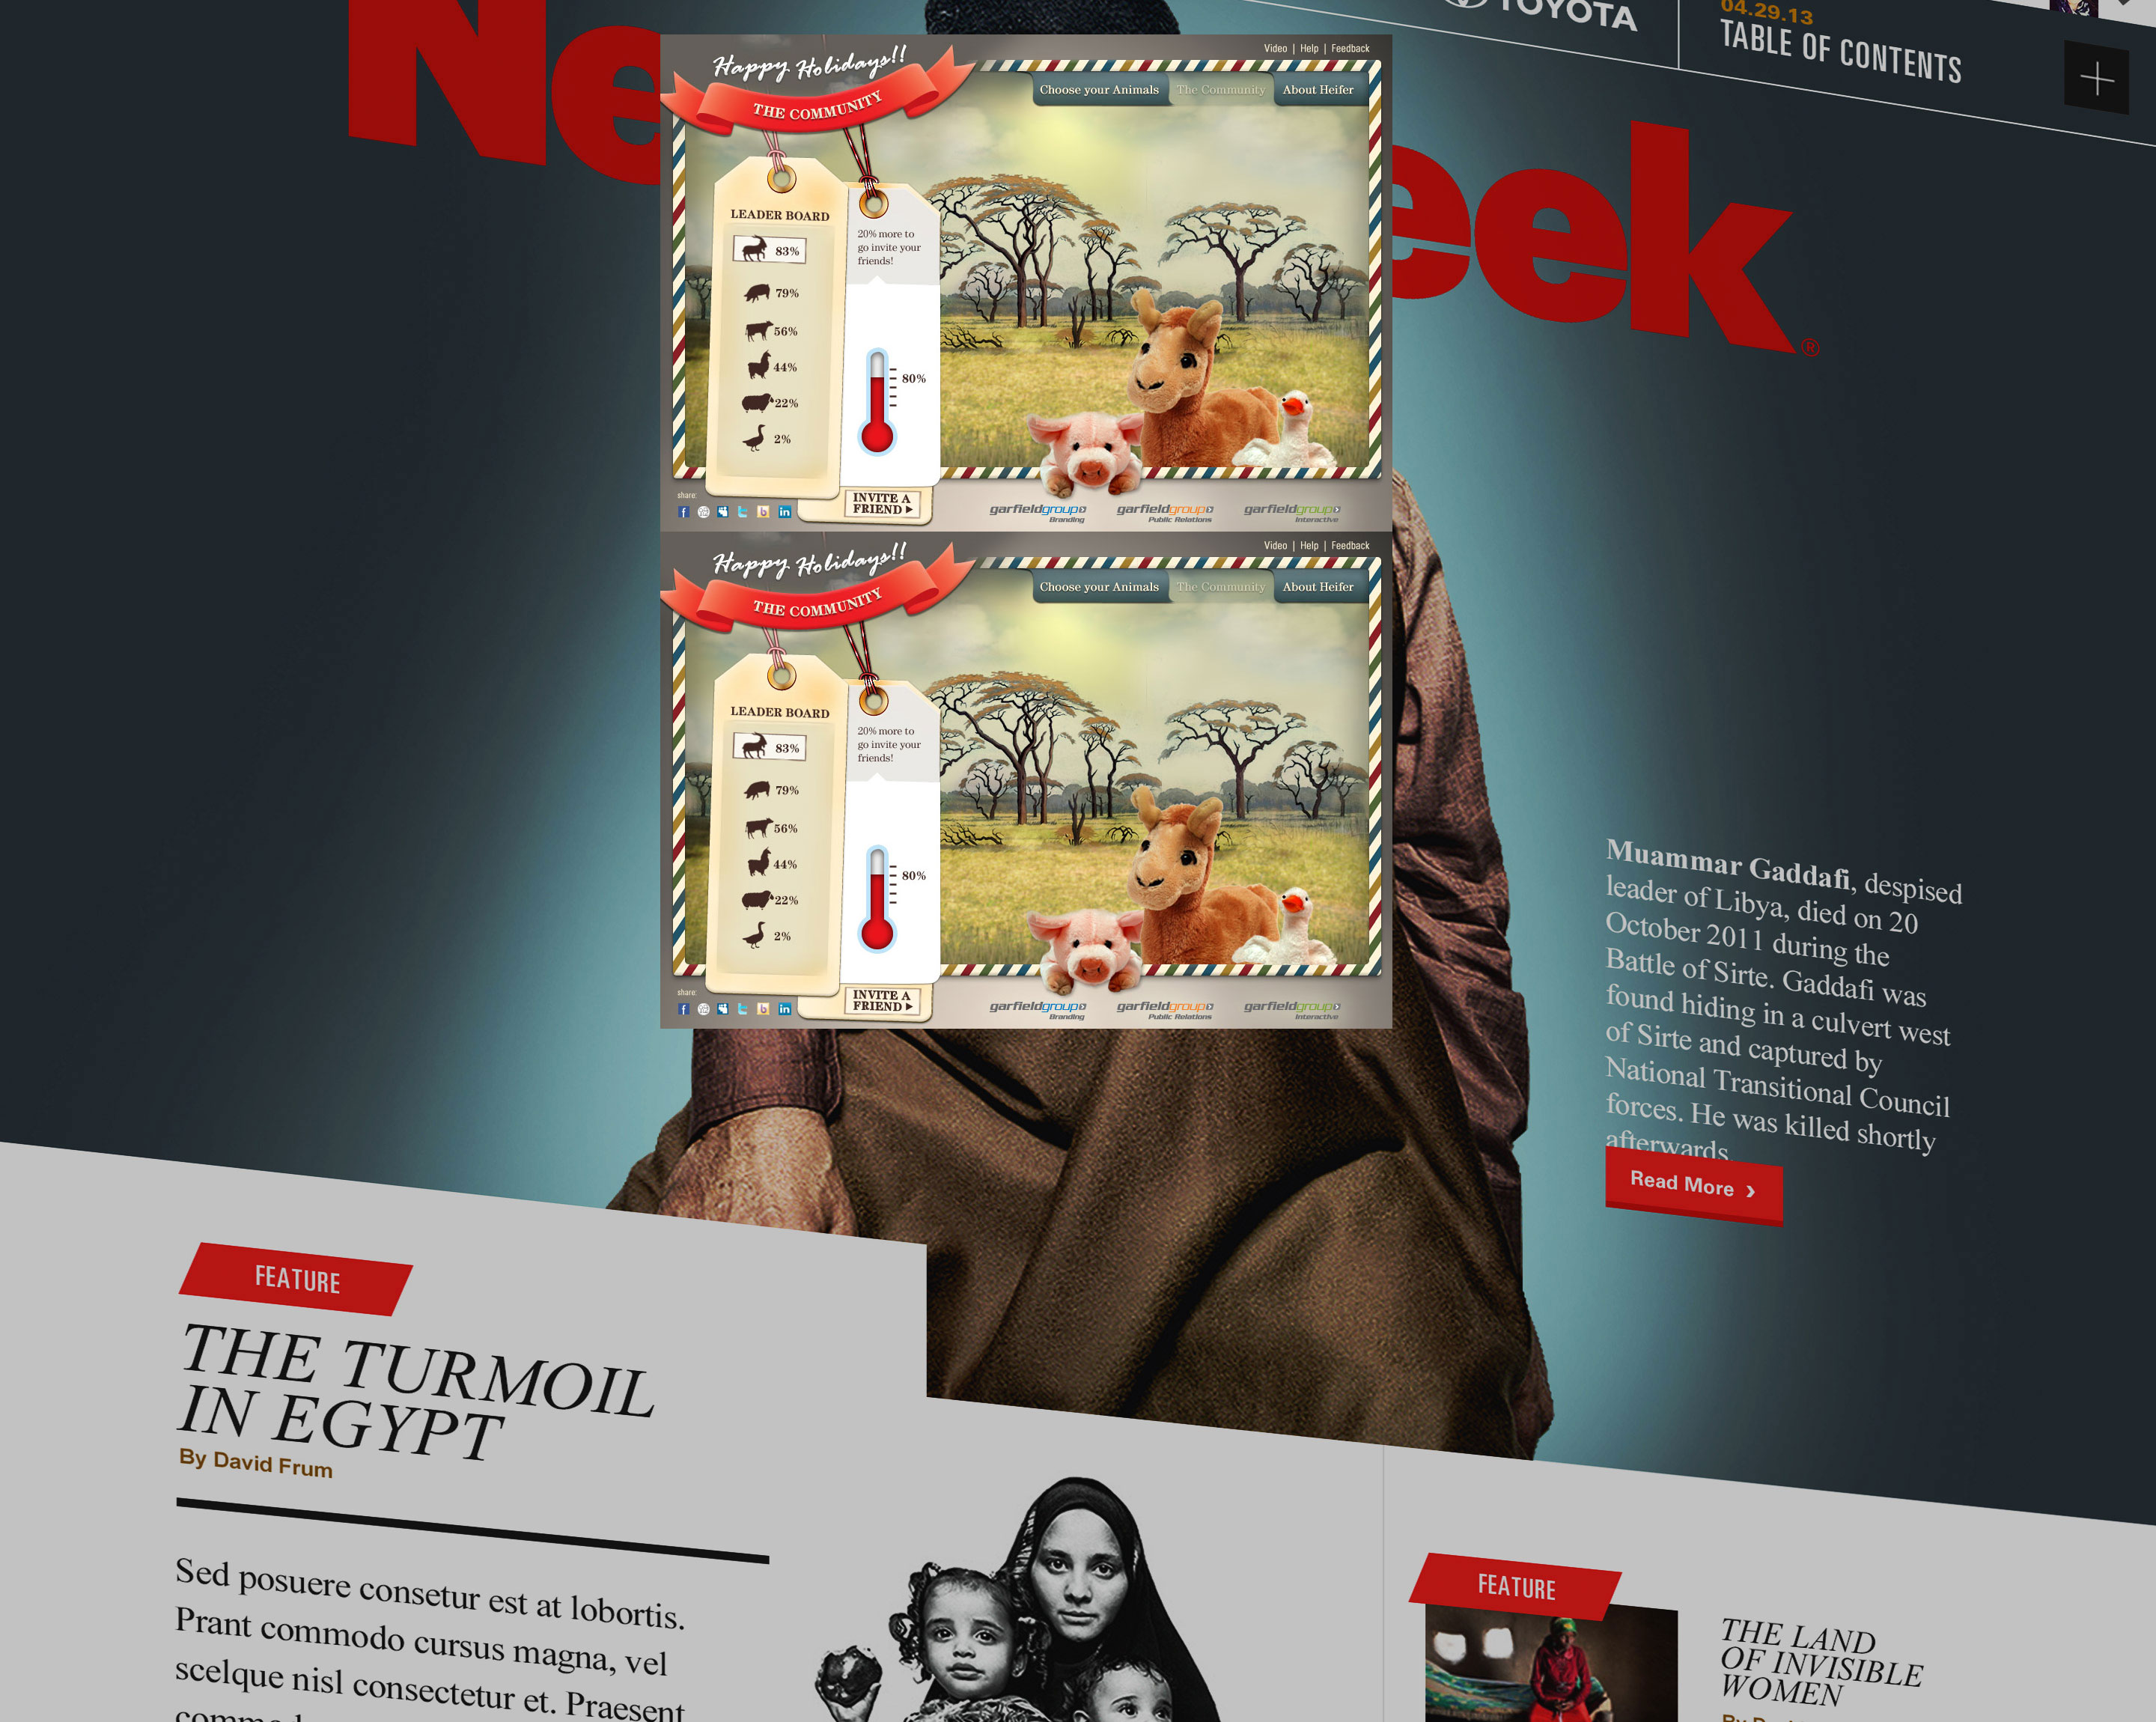 TOYOTA
04.29.13
TABLE OF CONTENTS
Ne
eek®
Video | Help | Feedback
Happy Holidays!!
THE COMMUNITY
Choose your Animals
The Community
About Heifer
LEADER BOARD
83%
79%
56%
44%
22%
2%
20% more to
go invite your
friends!
80%
INVITE A
FRIEND
share:
garfieldgroup
Branding
garfieldgroup
Public Relations
garfieldgroup
Interactive
Video | Help | Feedback
Happy Holidays!!
THE COMMUNITY
Choose your Animals
The Community
About Heifer
LEADER BOARD
83%
79%
56%
44%
22%
2%
20% more to
go invite your
friends!
80%
INVITE A
FRIEND
share:
garfieldgroup
Branding
garfieldgroup
Public Relations
garfieldgroup
Interactive
Muammar Gaddafi, despised
leader of Libya, died on 20
October 2011 during the
Battle of Sirte. Gaddafi was
found hiding in a culvert west
of Sirte and captured by
National Transitional Council
forces. He was killed shortly
afterwards
Read More ›
FEATURE
THE TURMOIL
IN EGYPT
By David Frum
Sed posuere consetur est at lobortis.
Prant commodo cursus magna, vel
scelque nisl consectetur et. Praesent
FEATURE
THE LAND
OF INVISIBLE
WOMEN